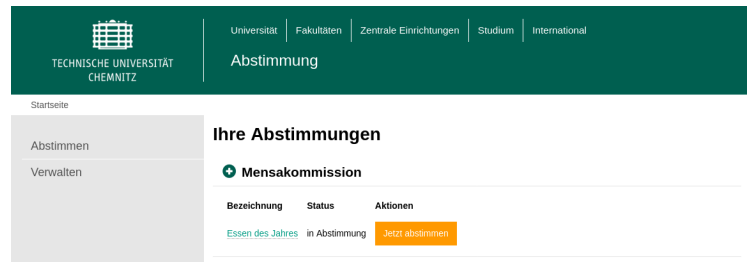 Universität Fakultäten Zentrale Einrichtungen Studium International
TECHNISCHE UNIVERSITÄT
CHEMNITZ
Abstimmung
Startseite
Abstimmen
Verwalten
Ihre Abstimmungen
Mensakommission
Bezeichnung Status Aktionen
Essen des Jahres in Abstimmung Jetzt abstimmen